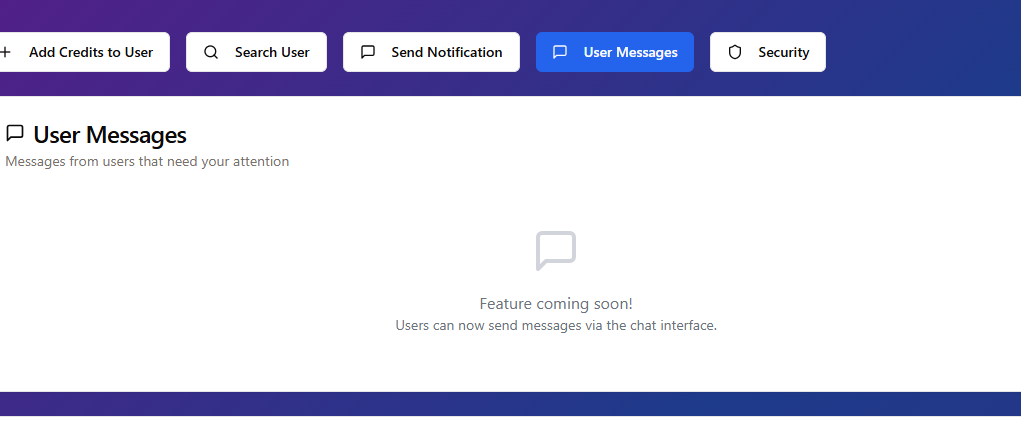 Add Credits to User
Search User
Send Notification
User Messages
Security
User Messages
Messages from users that need your attention
Feature coming soon!
Users can now send messages via the chat interface.